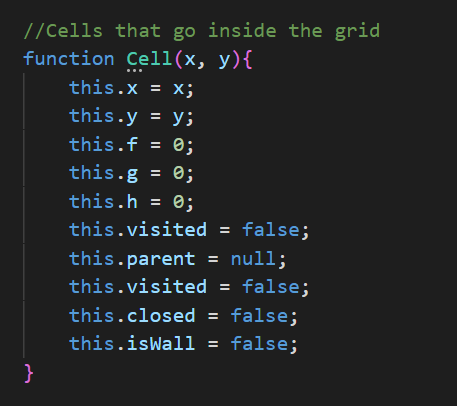 //Cells that go inside the grid
function Cell(x, y){
    this.x = x;
    this.y = y;
    this.f = 0;
    this.g = 0;
    this.h = 0;
    this.visited = false;
    this.parent = null;
    this.visited = false;
    this.closed = false;
    this.isWall = false;
}